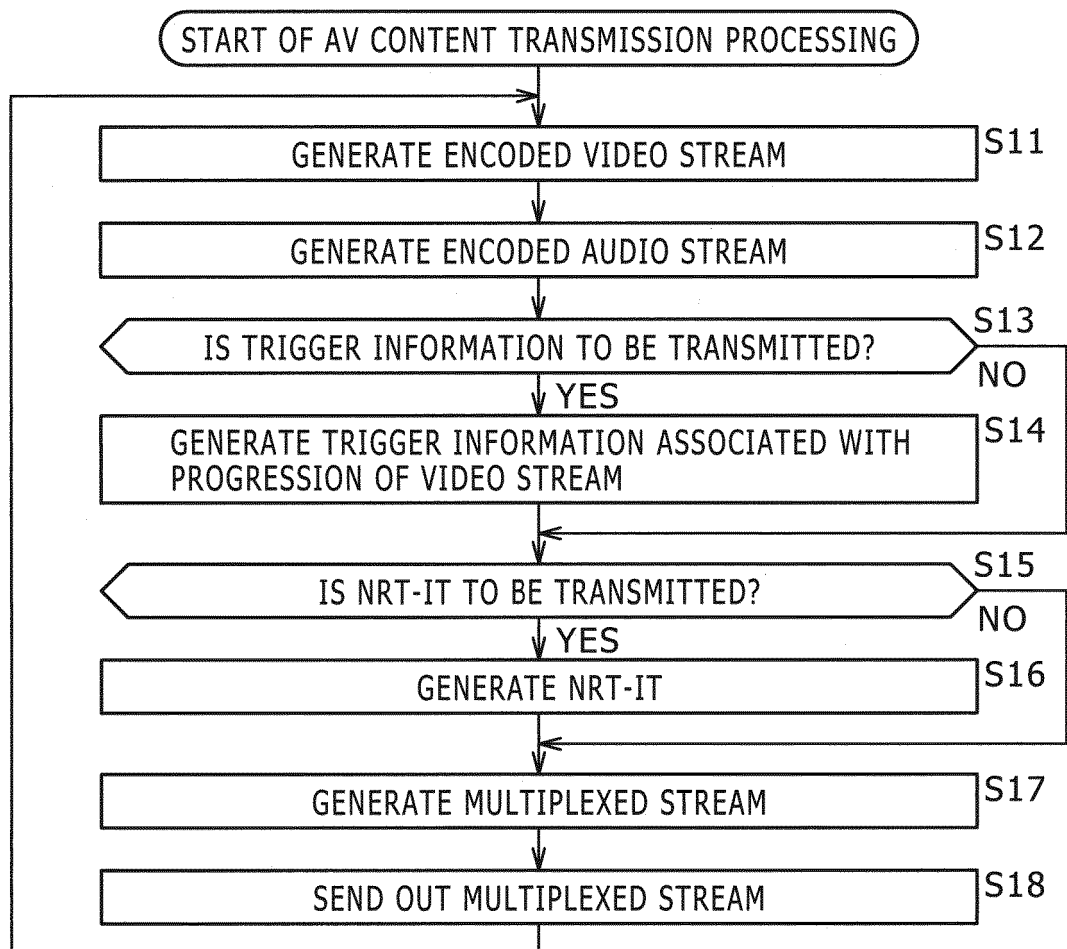 START OF AV CONTENT TRANSMISSION PROCESSING
GENERATE ENCODED VIDEO STREAM
S11
GENERATE ENCODED AUDIO STREAM
S12
IS TRIGGER INFORMATION TO BE TRANSMITTED?
S13
NO
YES
GENERATE TRIGGER INFORMATION ASSOCIATED WITH
PROGRESSION OF VIDEO STREAM
S14
IS NRT-IT TO BE TRANSMITTED?
S15
NO
YES
GENERATE NRT-IT
S16
GENERATE MULTIPLEXED STREAM
S17
SEND OUT MULTIPLEXED STREAM
S18